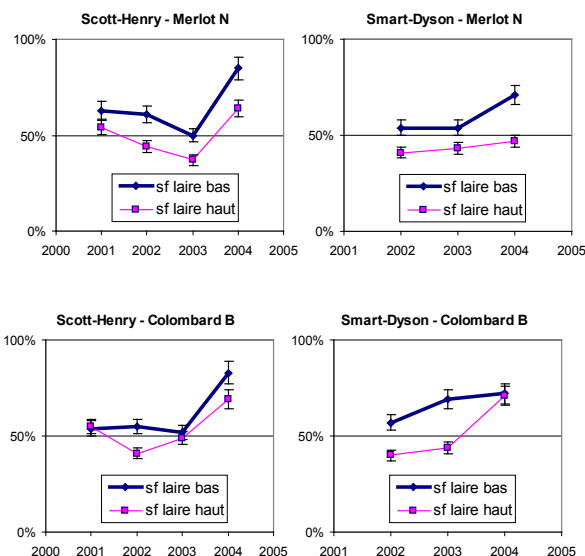 Scott-Henry - Merlot N
100%
50%
0%
sf laire bas
sf laire haut
2000 2001 2002 2003 2004 2005
Smart-Dyson - Merlot N
100%
50%
0%
sf laire bas
sf laire haut
2001 2002 2003 2004 2005
Scott-Henry - Colombard B
100%
50%
0%
sf laire bas
sf laire haut
2000 2001 2002 2003 2004 2005
Smart-Dyson - Colombard B
100%
50%
0%
sf laire bas
sf laire haut
2001 2002 2003 2004 2005